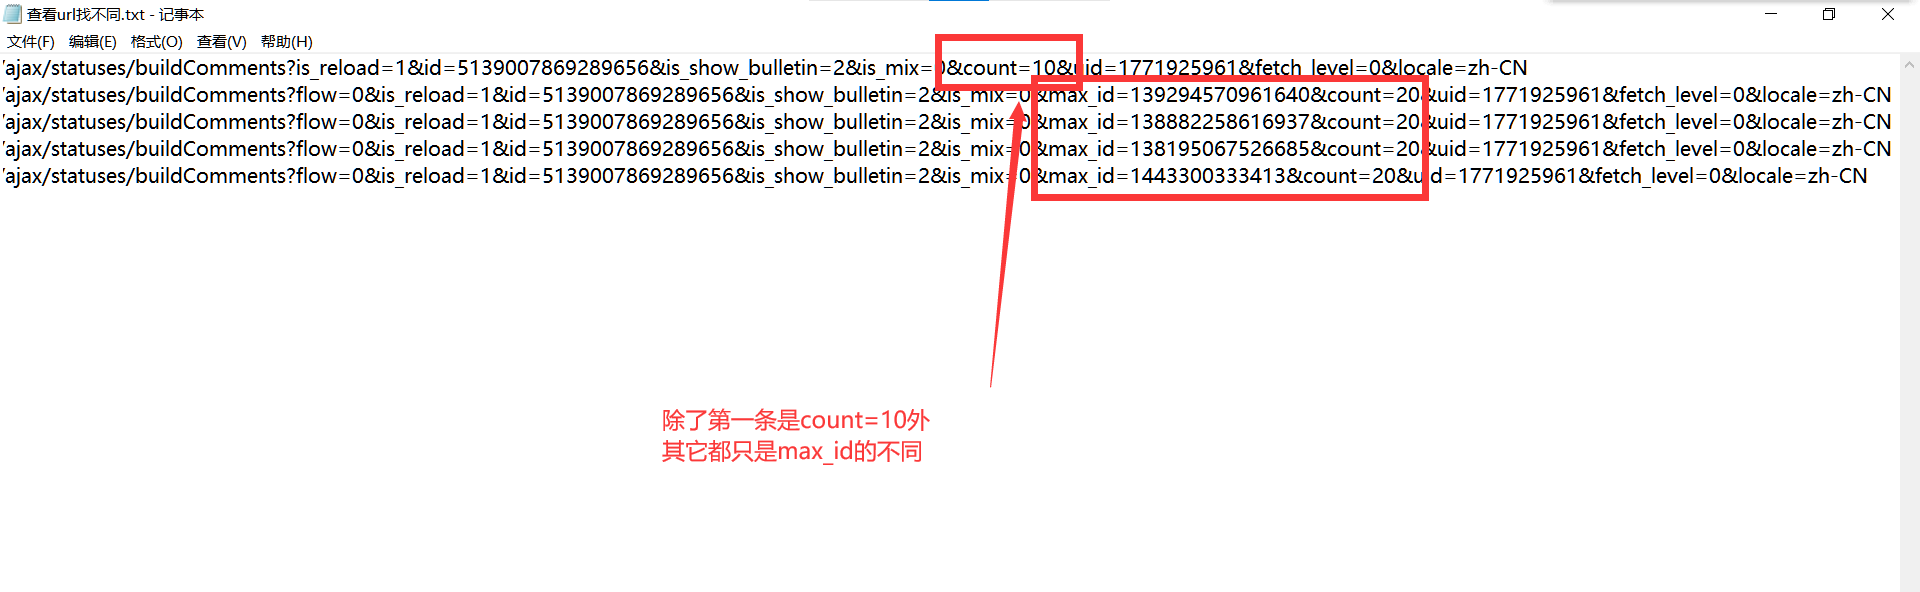 查看url找不同.txt - 记事本
文件(F) 编辑(E) 格式(O) 查看(V) 帮助(H)
/ajax/statuses/buildComments?is_reload=1&id=5139007869289656&is_show_bulletin=2&is_mix=0&count=10&uid=1771925961&fetch_level=0&locale=zh-CN
/ajax/statuses/buildComments?flow=0&is_reload=1&id=5139007869289656&is_show_bulletin=2&is_mix=0&max_id=139294570961640&count=20&uid=1771925961&fetch_level=0&locale=zh-CN
/ajax/statuses/buildComments?flow=0&is_reload=1&id=5139007869289656&is_show_bulletin=2&is_mix=0&max_id=138882258616937&count=20&uid=1771925961&fetch_level=0&locale=zh-CN
/ajax/statuses/buildComments?flow=0&is_reload=1&id=5139007869289656&is_show_bulletin=2&is_mix=0&max_id=138195067526685&count=20&uid=1771925961&fetch_level=0&locale=zh-CN
/ajax/statuses/buildComments?flow=0&is_reload=1&id=5139007869289656&is_show_bulletin=2&is_mix=0&max_id=1443300333413&count=20&uid=1771925961&fetch_level=0&locale=zh-CN
除了第一条是count=10外
其它都只是max_id的不同